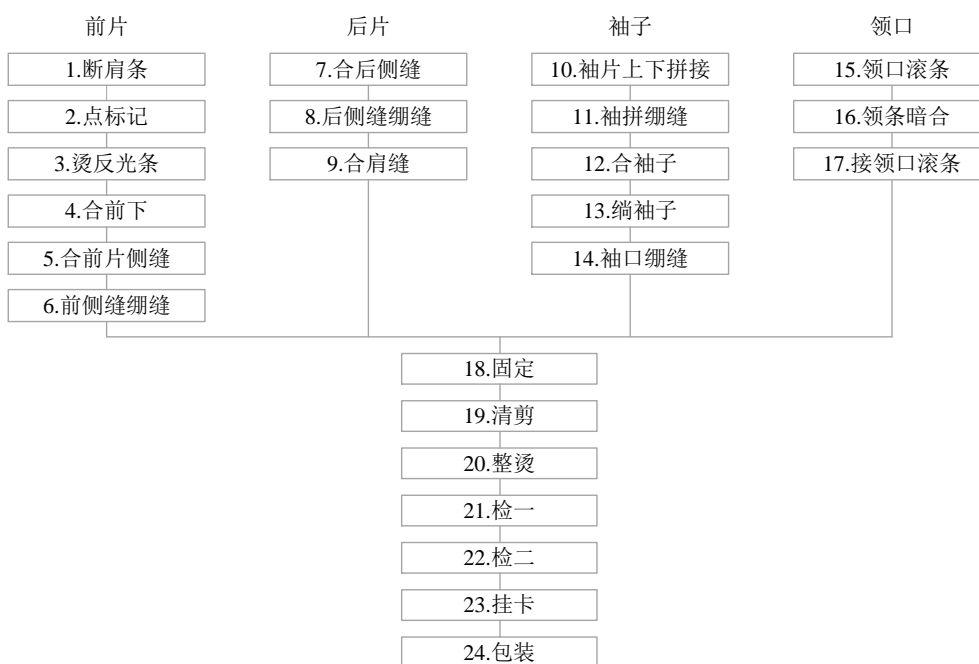 前片
后片
袖子
领口
1.断肩条
7.合后侧缝
10.袖片上下拼接
15.领口滚条
2.点标记
8.后侧缝绷缝
11.袖拼绷缝
16.领条暗合
3.烫反光条
9.合肩缝
12.合袖子
17.接领口滚条
4.合前下
13.绱袖子
5.合前片侧缝
14.袖口绷缝
6.前侧缝绷缝
18.固定
19.清剪
20.整烫
21.检一
22.检二
23.挂卡
24.包装